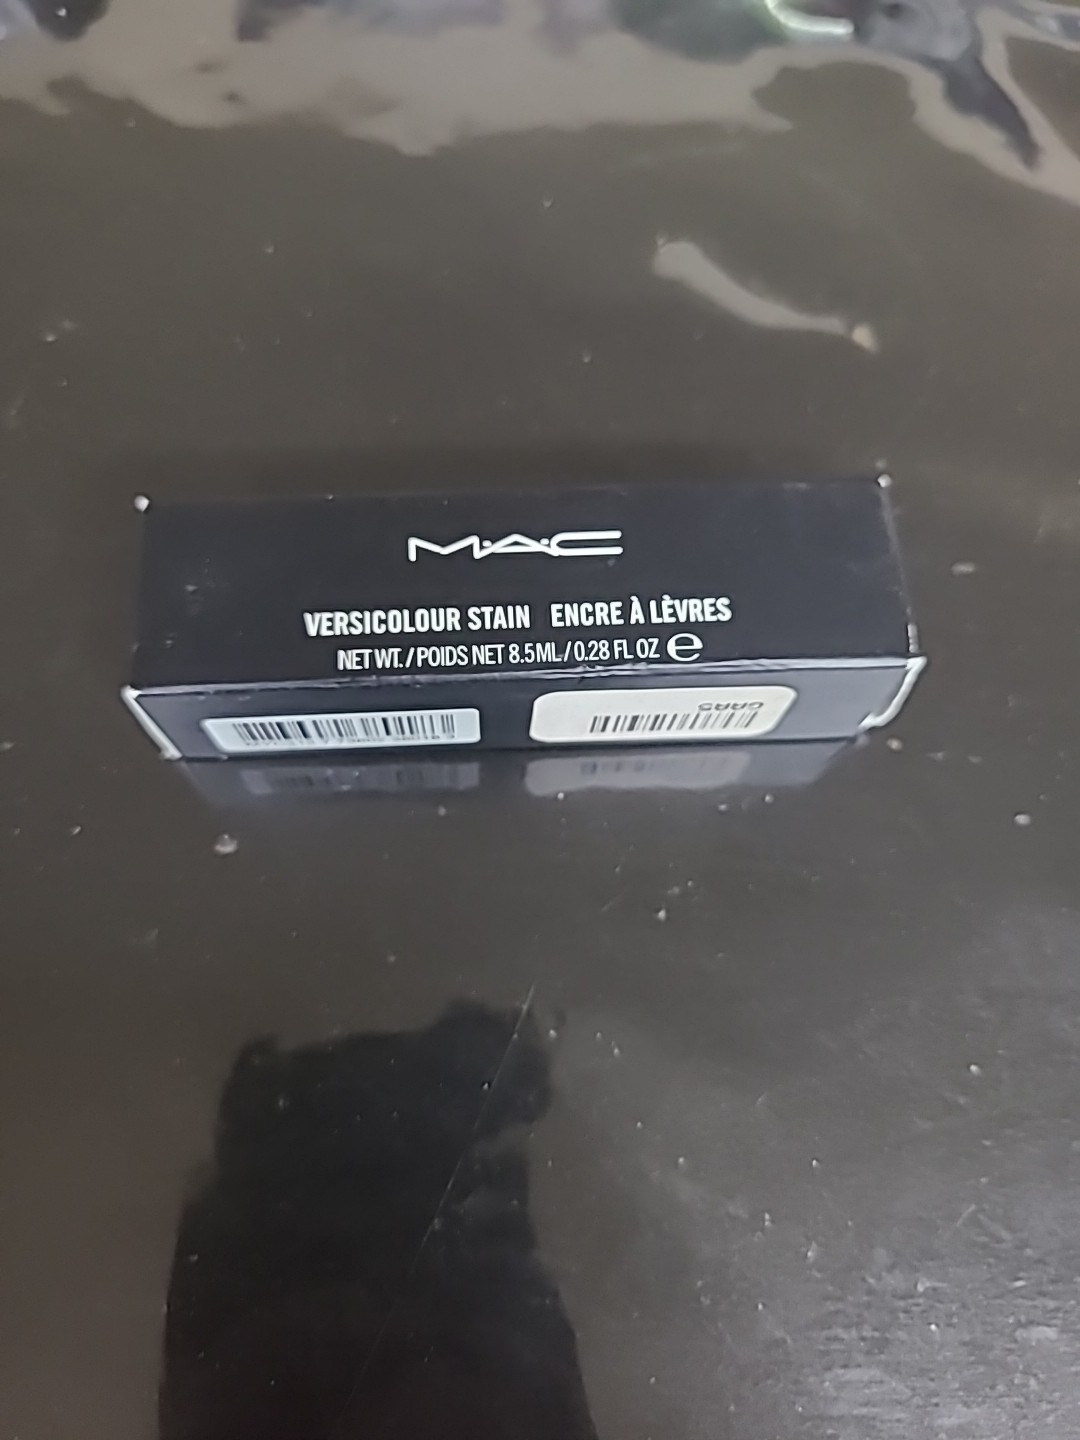 MAC
VERSICOLOUR STAIN ENCRE À LÈVRES
NET WT./POIDS NET 8.5ML/0.28 FL OZ e